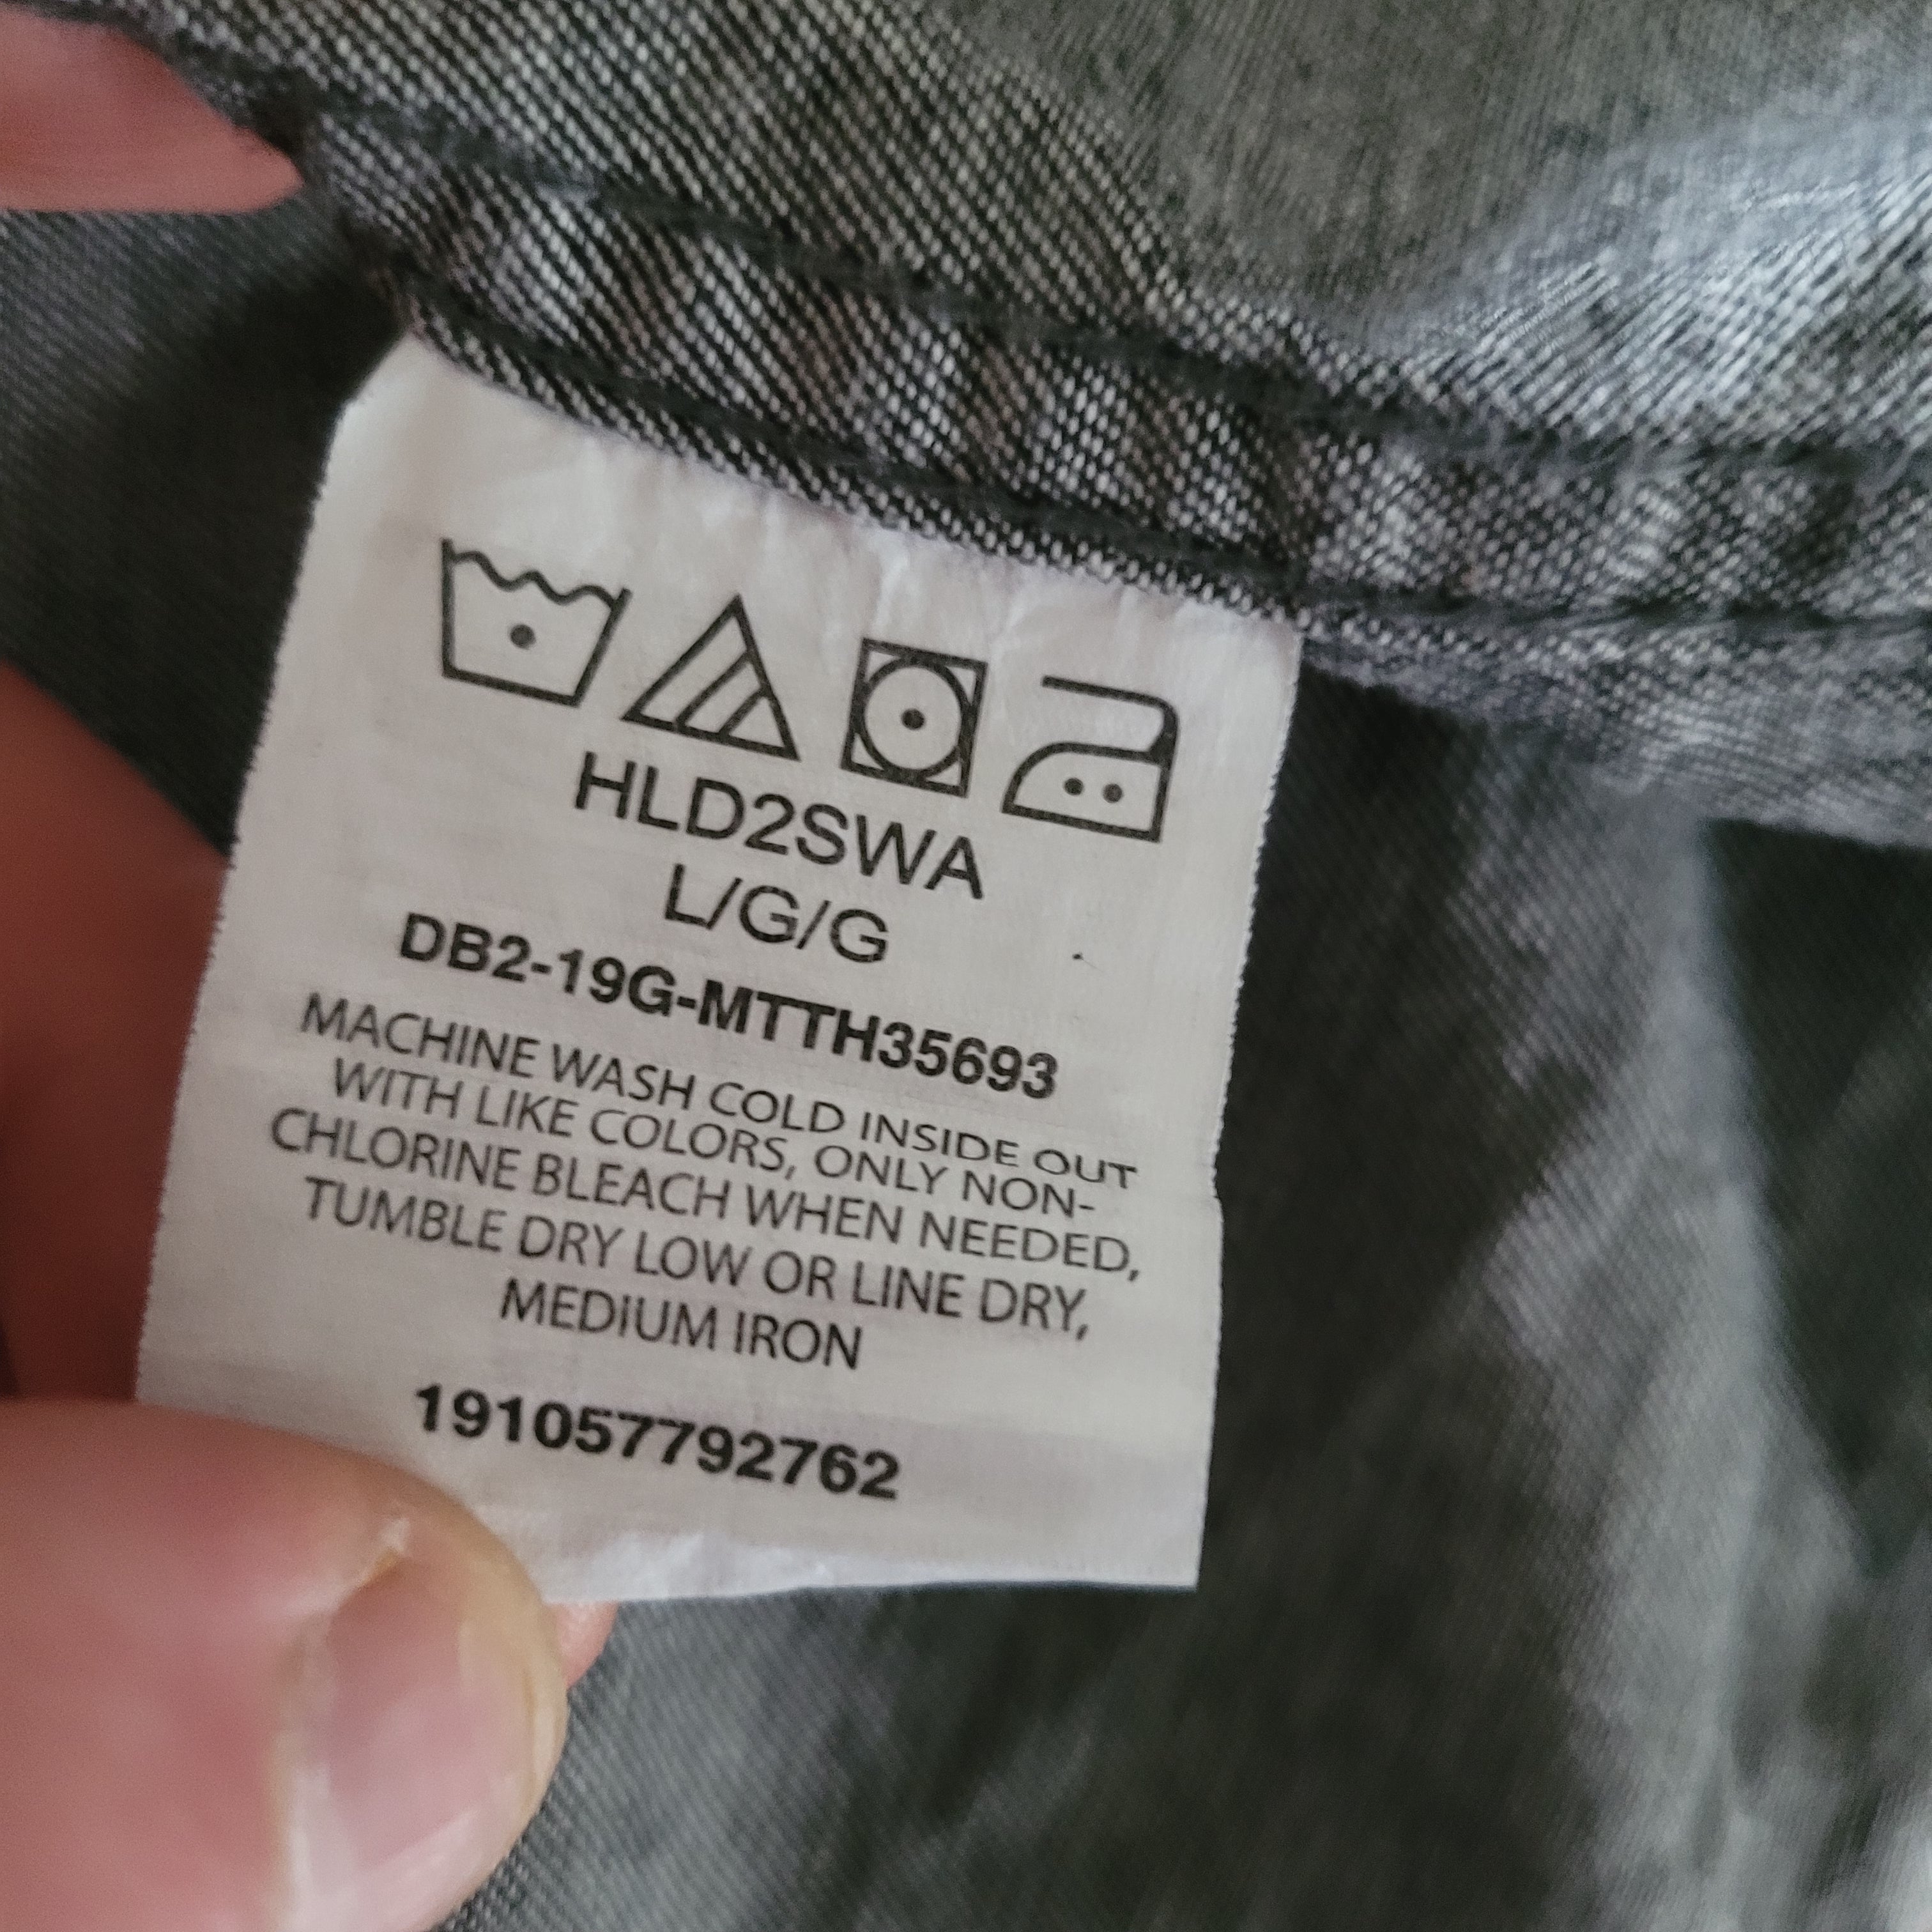 HLD2SWA
L/G/G
DB2-19G-MTTH35693
MACHINE WASH COLD INSIDE OUT
WITH LIKE COLORS, ONLY NON-
CHLORINE BLEACH WHEN NEEDED,
TUMBLE DRY LOW OR LINE DRY,
MEDIUM IRON
191057792762